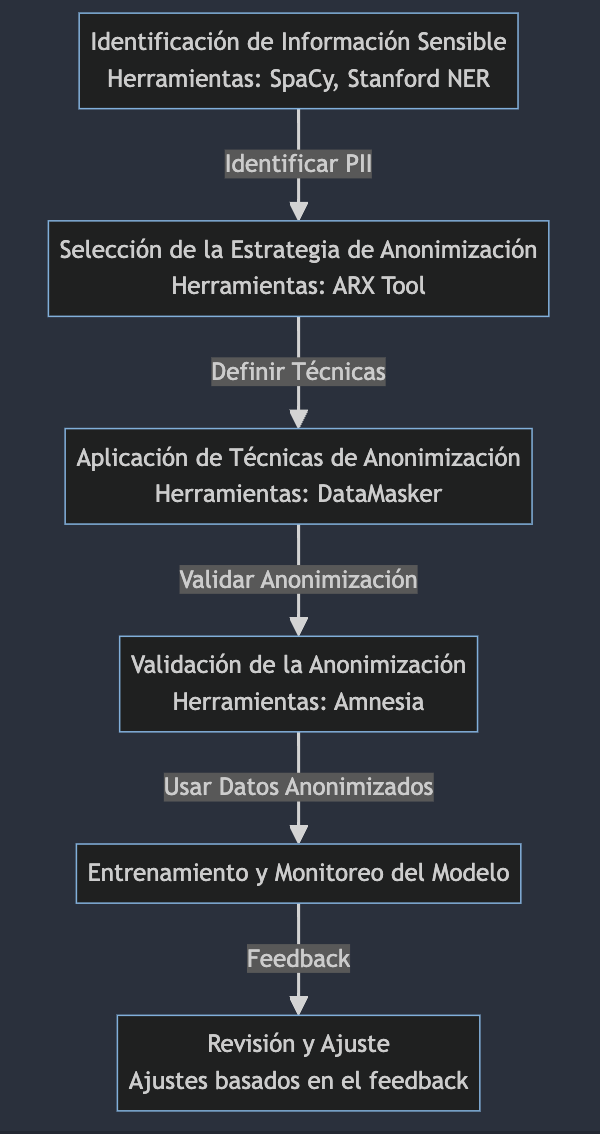 Identificación de Información Sensible
Herramientas: SpaCy, Stanford NER
Identificar PII
Selección de la Estrategia de Anonimización
Herramientas: ARX Tool
Definir Técnicas
Aplicación de Técnicas de Anonimización
Herramientas: DataMasker
Validar Anonimización
Validación de la Anonimización
Herramientas: Amnesia
Usar Datos Anonimizados
Entrenamiento y Monitoreo del Modelo
Feedback
Revisión y Ajuste
Ajustes basados en el feedback